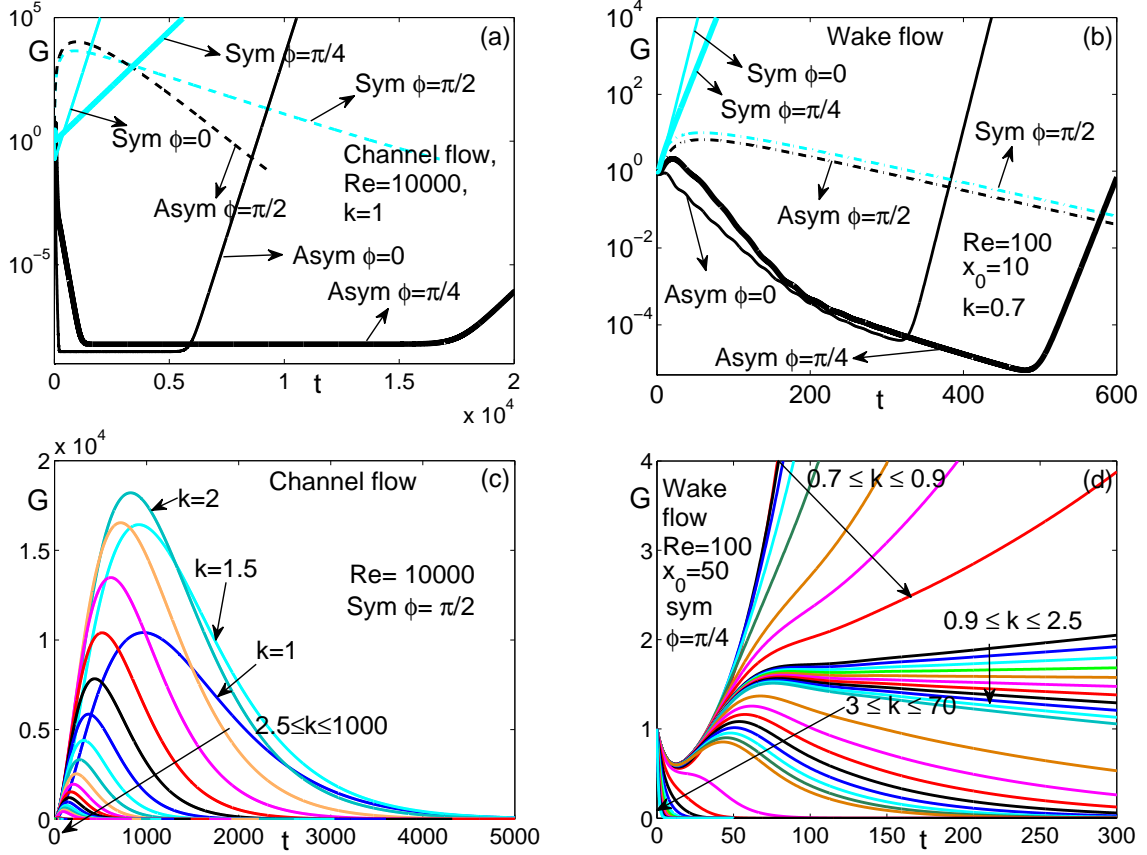 10^5
G
10^0
10^-5
(a)
Sym ϕ=π/4
Sym ϕ=π/2
Sym ϕ=0
Channel flow,
Re=10000,
k=1
Asym ϕ=π/2
Asym ϕ=0
Asym ϕ=π/4
0 0.5 1 1.5 2
t
x 10^4
10^4
G
10^2
10^0
10^-2
10^-4
Wake flow
(b)
Sym ϕ=0
Sym ϕ=π/4
Sym ϕ=π/2
Asym ϕ=π/2
Asym ϕ=0
Re=100
x_0=10
k=0.7
Asym ϕ=π/4
0 200 400 600
t
x 10^4
2
G
1.5
1
0.5
0
Channel flow
(c)
k=2
k=1.5
Re= 10000
Sym ϕ= π/2
k=1
2.5≤k≤1000
0 1000 2000 3000 4000 5000
t
4
G
3
2
1
0
Wake
flow
Re=100
x_0=50
sym
ϕ=π/4
0.7 ≤ k ≤ 0.9
(d)
0.9 ≤ k ≤ 2.5
3 ≤ k ≤ 70
0 50 100 150 200 250 300
t